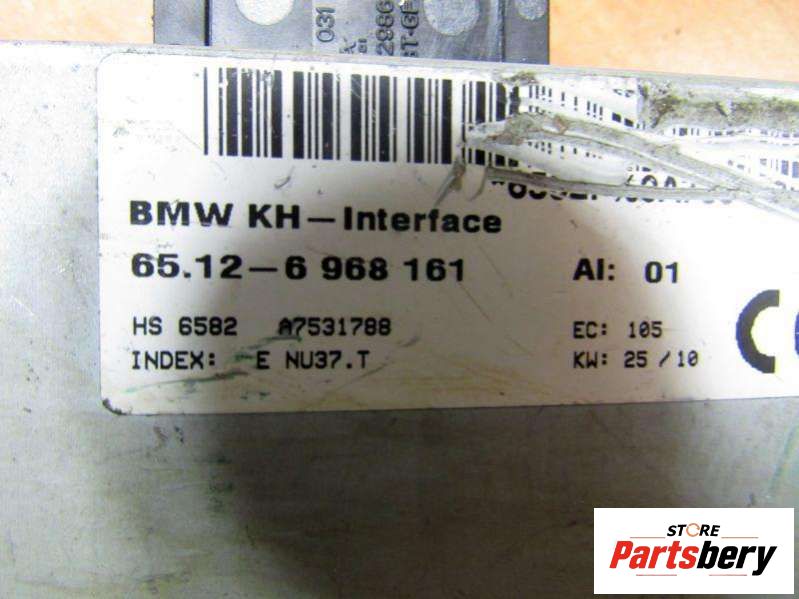 031
BMW KH-Interface
65.12-6 968 161 AI: 01
HS 6582 A7531788 EC: 105
INDEX: E NU37.T KW: 25/10
STORE
Partsbery